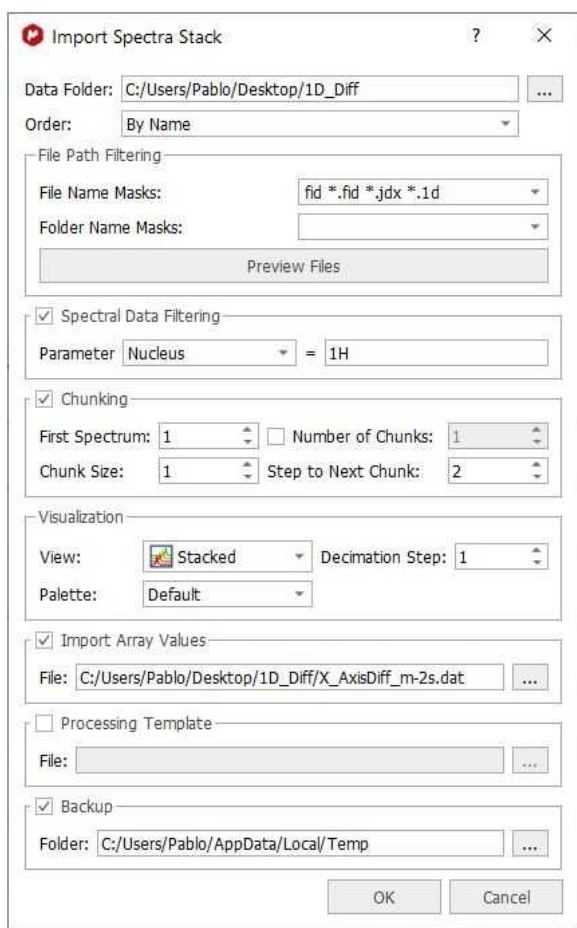 Import Spectra Stack ? ×
Data Folder: C:/Users/Pablo/Desktop/1D_Diff ...
Order: By Name
File Path Filtering
File Name Masks: fid *.fid *.jdx *.1d
Folder Name Masks:
Preview Files
Spectral Data Filtering
Parameter Nucleus = 1H
Chunking
First Spectrum: 1 Number of Chunks: 1
Chunk Size: 1 Step to Next Chunk: 2
Visualization
View: Stacked Decimation Step: 1
Palette: Default
Import Array Values
File: C:/Users/Pablo/Desktop/1D_Diff/X_AxisDiff_m-2s.dat ...
Processing Template
File: ...
Backup
Folder: C:/Users/Pablo/AppData/Local/Temp ...
OK Cancel